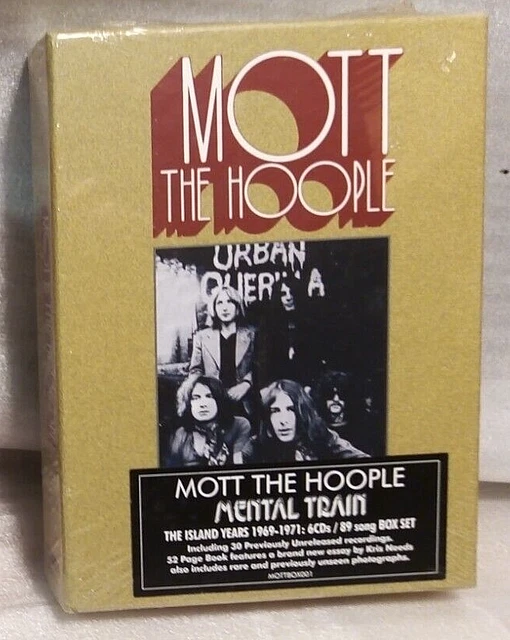 MOTT
THE HOOPLE
URBAN
GUERILLA
MOTT THE HOOPLE
MENTAL TRAIN
THE ISLAND YEARS 1969-1971: 6CDs / 89 song BOX SET
Including 30 Previously Unreleased recordings.
32 Page Book features a brand new essay by Kris Needs
also includes rare and previously unseen photographs.
MOTTBOX001